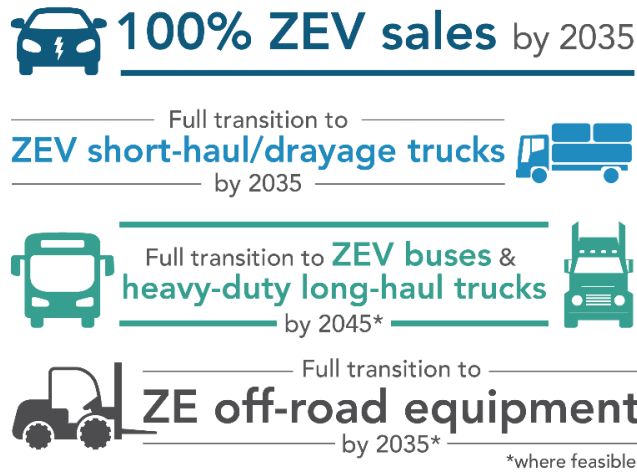 100% ZEV sales by 2035
Full transition to
ZEV short-haul/drayage trucks
by 2035
Full transition to ZEV buses &
heavy-duty long-haul trucks
by 2045*
Full transition to
ZE off-road equipment
by 2035*
*where feasible